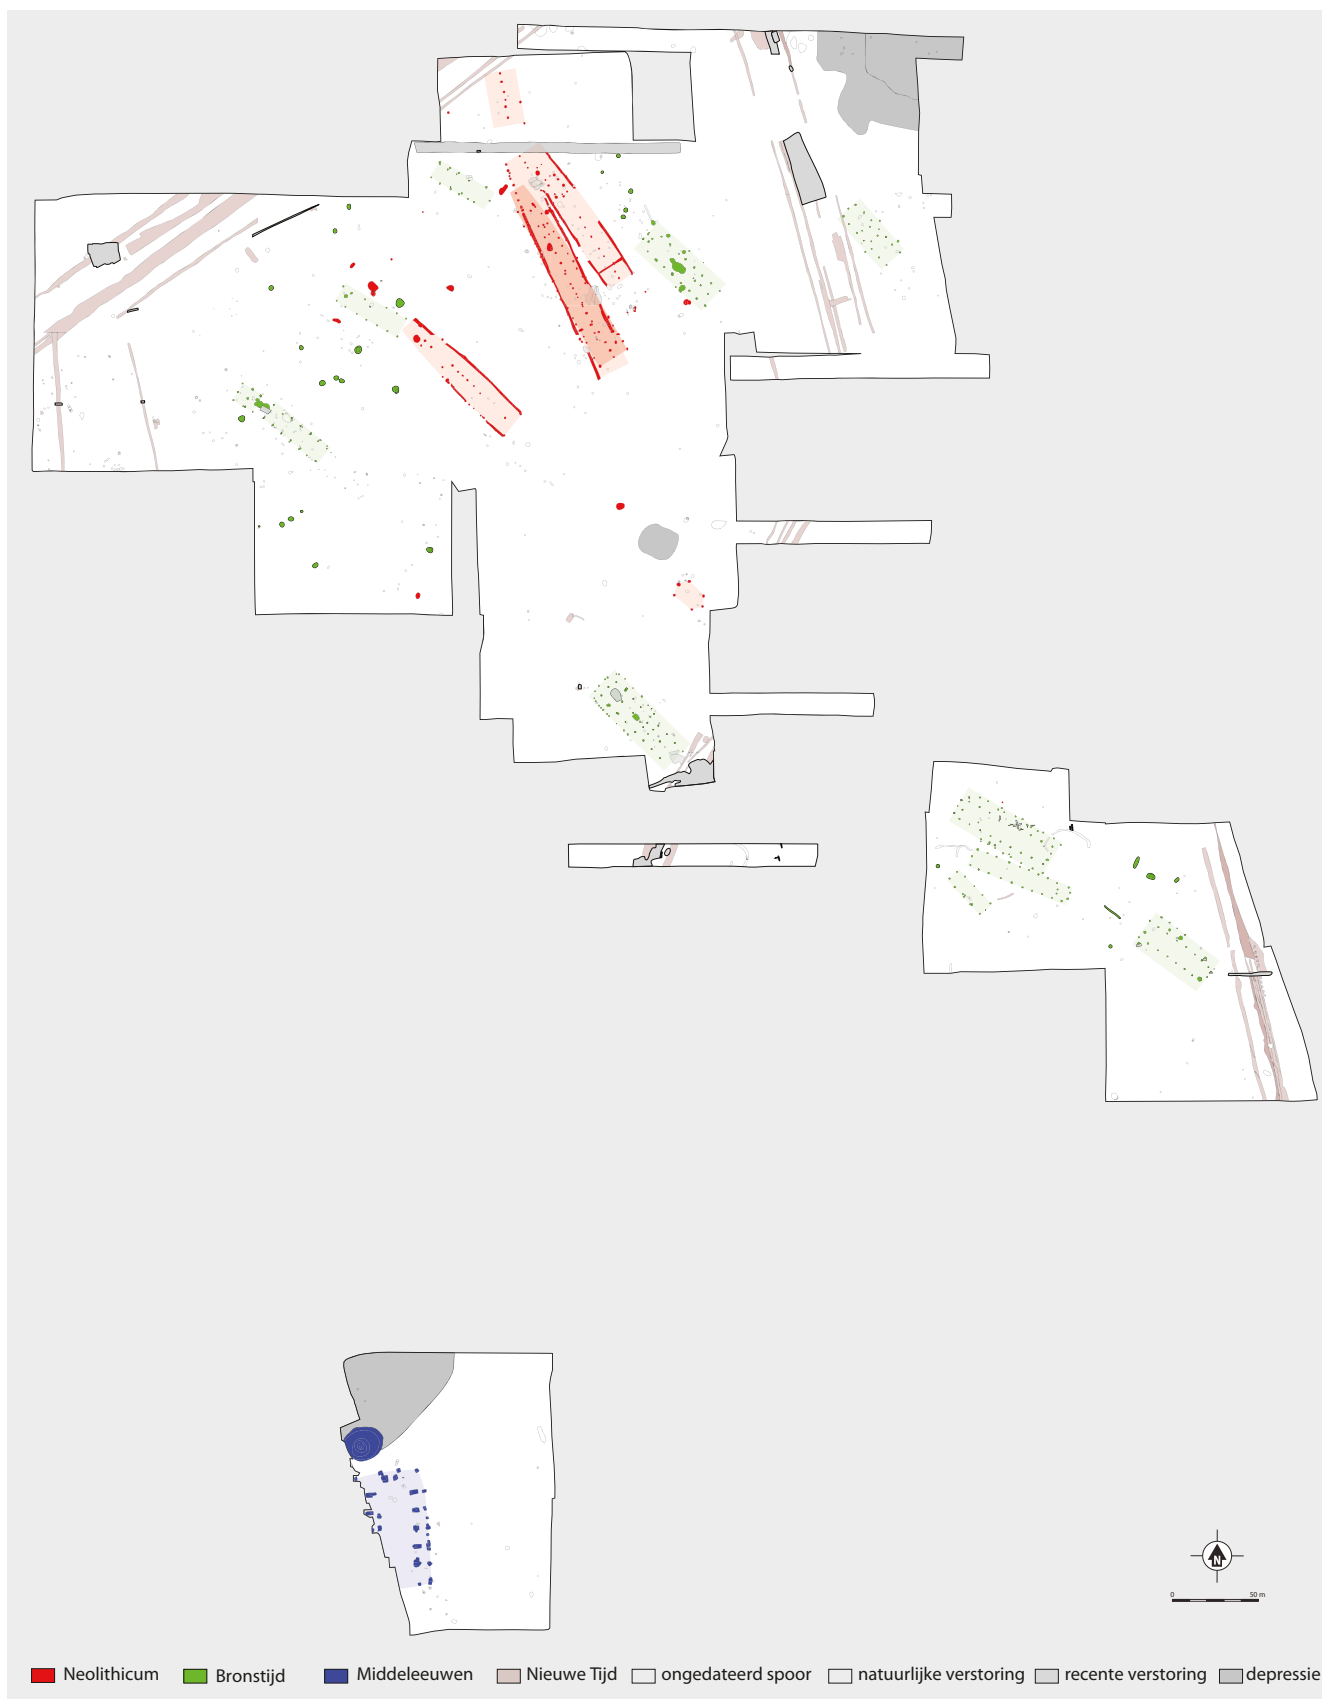 N
0 50 m
Neolithicum Bronstijd Middeleeuwen Nieuwe Tijd ongedateerd spoor natuurlijke verstoring recente verstoring depressie